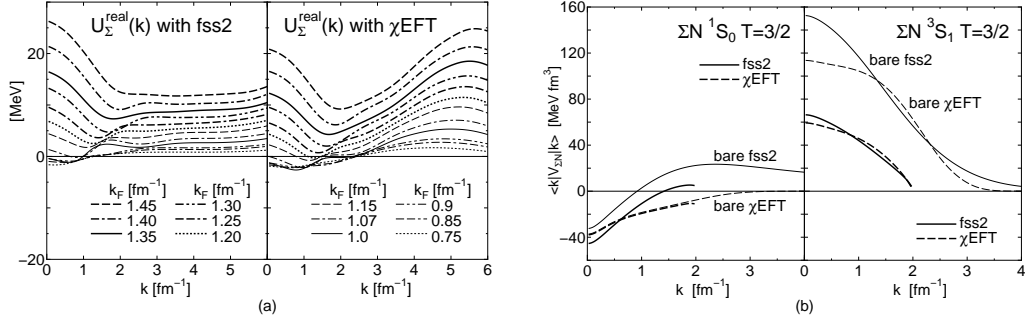 U_Σ^real(k) with fss2
U_Σ^real(k) with χEFT
[MeV]
20
0
−20
k_F [fm⁻¹] k_F [fm⁻¹]
1.45 1.30
1.40 1.25
1.35 1.20
k_F [fm⁻¹] k_F [fm⁻¹]
1.15 0.9
1.07 0.85
1.0 0.75
0 1 2 3 4 5 0 1 2 3 4 5 6
k [fm⁻¹] k [fm⁻¹]
(a)
ΣN ¹S₀ T=3/2
ΣN ³S₁ T=3/2
<k|V_ΣN|k> [MeV fm³]
160
120
80
40
0
−40
fss2
χEFT
bare fss2
bare χEFT
bare fss2
bare χEFT
fss2
χEFT
0 1 2 3 0 1 2 3 4
k [fm⁻¹] k [fm⁻¹]
(b)